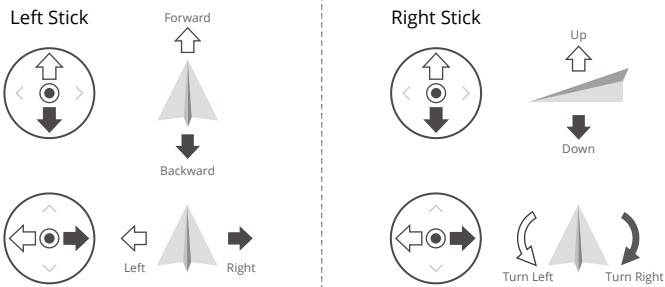 Left Stick
Forward
Backward
Left
Right
Right Stick
Up
Down
Turn Left
Turn Right